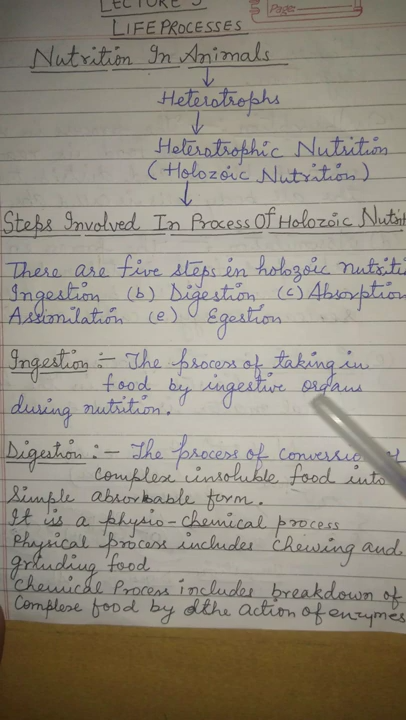 LECTURE
Page
LIFE PROCESSES
Nutrition In Animals
Heterotrophs
Heterotrophic Nutrition
(Holozoic Nutrition)
Steps Involved In Process Of Holozoic
There are five steps in holozoic
Ingestion (b) Digestion (c) Absorption
Assimilation (e) Egestion
Ingestion :- The process of taking in
food by ingestive organs
during nutrition.
Digestion :- The process of
complex insoluble food into
Simple absorbable form.
It is a physio-chemical process
Physical process includes chewing and
grinding food
Chemical Process includes breakdown of
Complex food by the action of enzymes